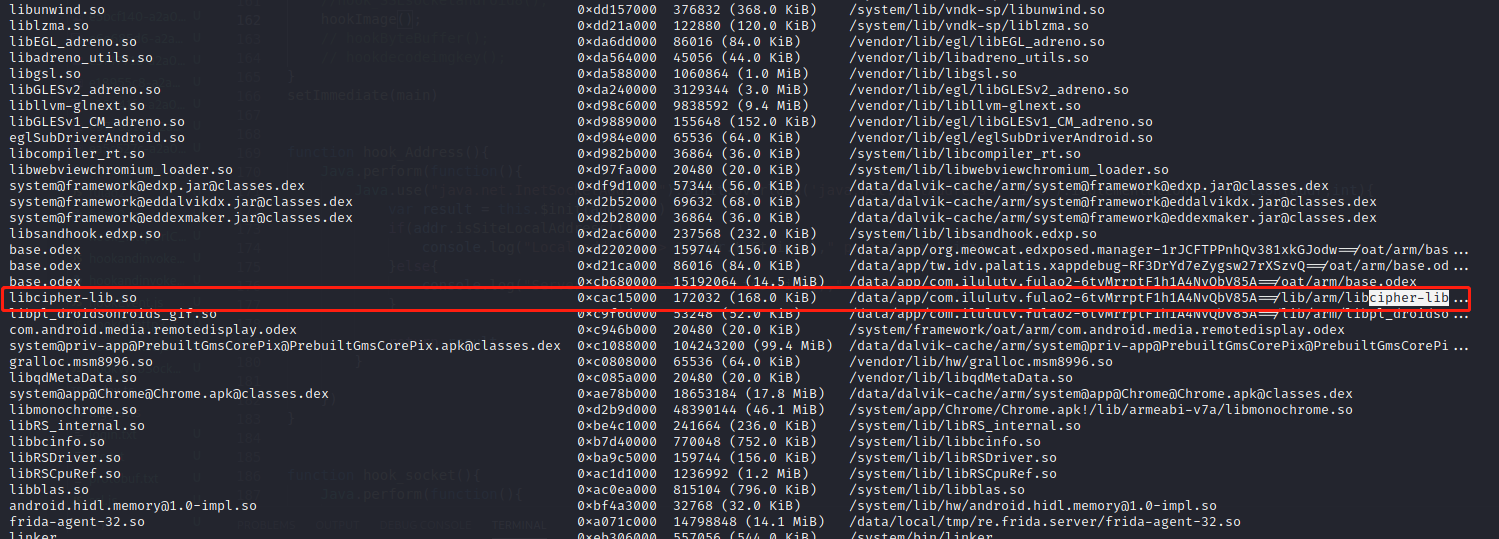 libunwind.so 0×dd157000 376832 (368.0 KiB) /system/lib/vndk-sp/libunwind.so
liblzma.so 0×dd21a000 122880 (120.0 KiB) /system/lib/vndk-sp/liblzma.so
libEGL_adreno.so 0×da6dd000 86016 (84.0 KiB) /vendor/lib/egl/libEGL_adreno.so
libadreno_utils.so 0×da564000 45056 (44.0 KiB) /vendor/lib/libadreno_utils.so
libgsl.so 0×da588000 1060864 (1.0 MiB) /vendor/lib/libgsl.so
libGLESv2_adreno.so 0×da240000 3129344 (3.0 MiB) /vendor/lib/egl/libGLESv2_adreno.so
libllvm-glnext.so 0×d98c6000 9838592 (9.4 MiB) /vendor/lib/libllvm-glnext.so
libGLESv1_CM_adreno.so 0×d9889000 155648 (152.0 KiB) /vendor/lib/egl/libGLESv1_CM_adreno.so
eglSubDriverAndroid.so 0×d984e000 65536 (64.0 KiB) /vendor/lib/egl/eglSubDriverAndroid.so
libcompiler_rt.so 0×d982b000 36864 (36.0 KiB) /system/lib/libcompiler_rt.so
libwebviewchromium_loader.so 0×d97fa000 20480 (20.0 KiB) /system/lib/libwebviewchromium_loader.so
system@framework@edxp.jar@classes.dex 0×df9d1000 57344 (56.0 KiB) /data/dalvik-cache/arm/system@framework@edxp.jar@classes.dex
system@framework@eddalvikdx.jar@classes.dex 0×d2b52000 69632 (68.0 KiB) /data/dalvik-cache/arm/system@framework@eddalvikdx.jar@classes.dex
system@framework@eddexmaker.jar@classes.dex 0×d2b28000 36864 (36.0 KiB) /data/dalvik-cache/arm/system@framework@eddexmaker.jar@classes.dex
libsandhook.edxp.so 0×d2ac6000 237568 (232.0 KiB) /system/lib/libsandhook.edxp.so
base.odex 0×d2202000 159744 (156.0 KiB) /data/app/org.meowcat.edxposed.manager-1rJCFTPPnhQv381xkGJodw==/oat/arm/bas ...
base.odex 0×d21ca000 86016 (84.0 KiB) /data/app/tw.idv.palatis.xappdebug-RF3DrYd7eZygsw27rXSzvQ==/oat/arm/base.od ...
base.odex 0×cb680000 15192064 (14.5 MiB) /data/app/com.ilulutv.fulao2-6tvMrrptF1h1A4NvQbV85A==/oat/arm/base.odex
libcipher-lib.so 0×cac15000 172032 (168.0 KiB) /data/app/com.ilulutv.fulao2-6tvMrrptF1h1A4NvQbV85A==/lib/arm/libcipher-lib ...
libpl_droidsonroids_gif.so 0×c9f6d000 53248 (52.0 KiB) /data/app/com.ilulutv.fulao2-6tvMrrptF1h1A4NvQbV85A==/lib/arm/libpl_droidso ...
com.android.media.remotedisplay.odex 0×c946b000 20480 (20.0 KiB) /system/framework/oat/arm/com.android.media.remotedisplay.odex
system@priv-app@PrebuiltGmsCorePix@PrebuiltGmsCorePix.apk@classes.dex 0×c1088000 104243200 (99.4 MiB) /data/dalvik-cache/arm/system@priv-app@PrebuiltGmsCorePix@PrebuiltGmsCorePi ...
gralloc.msm8996.so 0×c0808000 65536 (64.0 KiB) /vendor/lib/hw/gralloc.msm8996.so
libqdMetaData.so 0×c085a000 20480 (20.0 KiB) /vendor/lib/libqdMetaData.so
system@app@Chrome@Chrome.apk@classes.dex 0×ae78b000 18653184 (17.8 MiB) /data/dalvik-cache/arm/system@app@Chrome@Chrome.apk@classes.dex
libmonochrome.so 0×d2b9d000 48390144 (46.1 MiB) /system/app/Chrome/Chrome.apk!/lib/armeabi-v7a/libmonochrome.so
libRS_internal.so 0×be4c1000 241664 (236.0 KiB) /system/lib/libRS_internal.so
libbcinfo.so 0×b7d40000 770048 (752.0 KiB) /system/lib/libbcinfo.so
libRSDriver.so 0×ba9c5000 159744 (156.0 KiB) /system/lib/libRSDriver.so
libRSCpuRef.so 0×ac1d1000 1236992 (1.2 MiB) /system/lib/libRSCpuRef.so
libblas.so 0×ac0ea000 815104 (796.0 KiB) /system/lib/libblas.so
android.hidl.memory@1.0-impl.so 0×bf4a3000 32768 (32.0 KiB) /system/lib/hw/android.hidl.memory@1.0-impl.so
frida-agent-32.so 0×a071c000 14798848 (14.1 MiB) /data/local/tmp/re.frida.server/frida-agent-32.so
linker 0×eb306000 557056 (544.0 KiB) /system/bin/linker